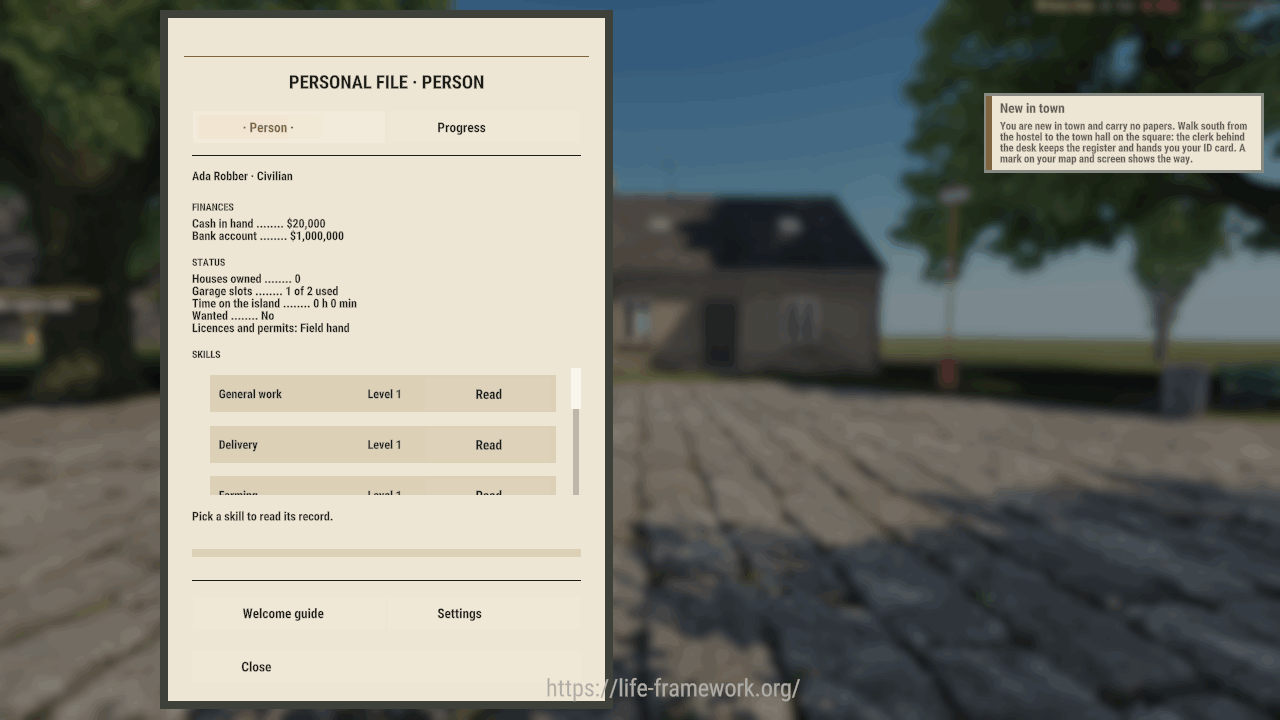 PERSONAL FILE · PERSON
· Person ·
Progress
Ada Robber · Civilian
FINANCES
Cash in hand ........ $20,000
Bank account ........ $1,000,000
STATUS
Houses owned ........ 0
Garage slots ........ 1 of 2 used
Time on the island ........ 0 h 0 min
Wanted ........ No
Licences and permits: Field hand
SKILLS
General work Level 1 Read
Delivery Level 1 Read
Farming Level 1 Read
Pick a skill to read its record.
Welcome guide
Settings
Close
New in town
You are new in town and carry no papers. Walk south from
the hostel to the town hall on the square: the clerk behind
the desk keeps the register and hands you your ID card. A
mark on your map and screen shows the way.
https://life-framework.org/